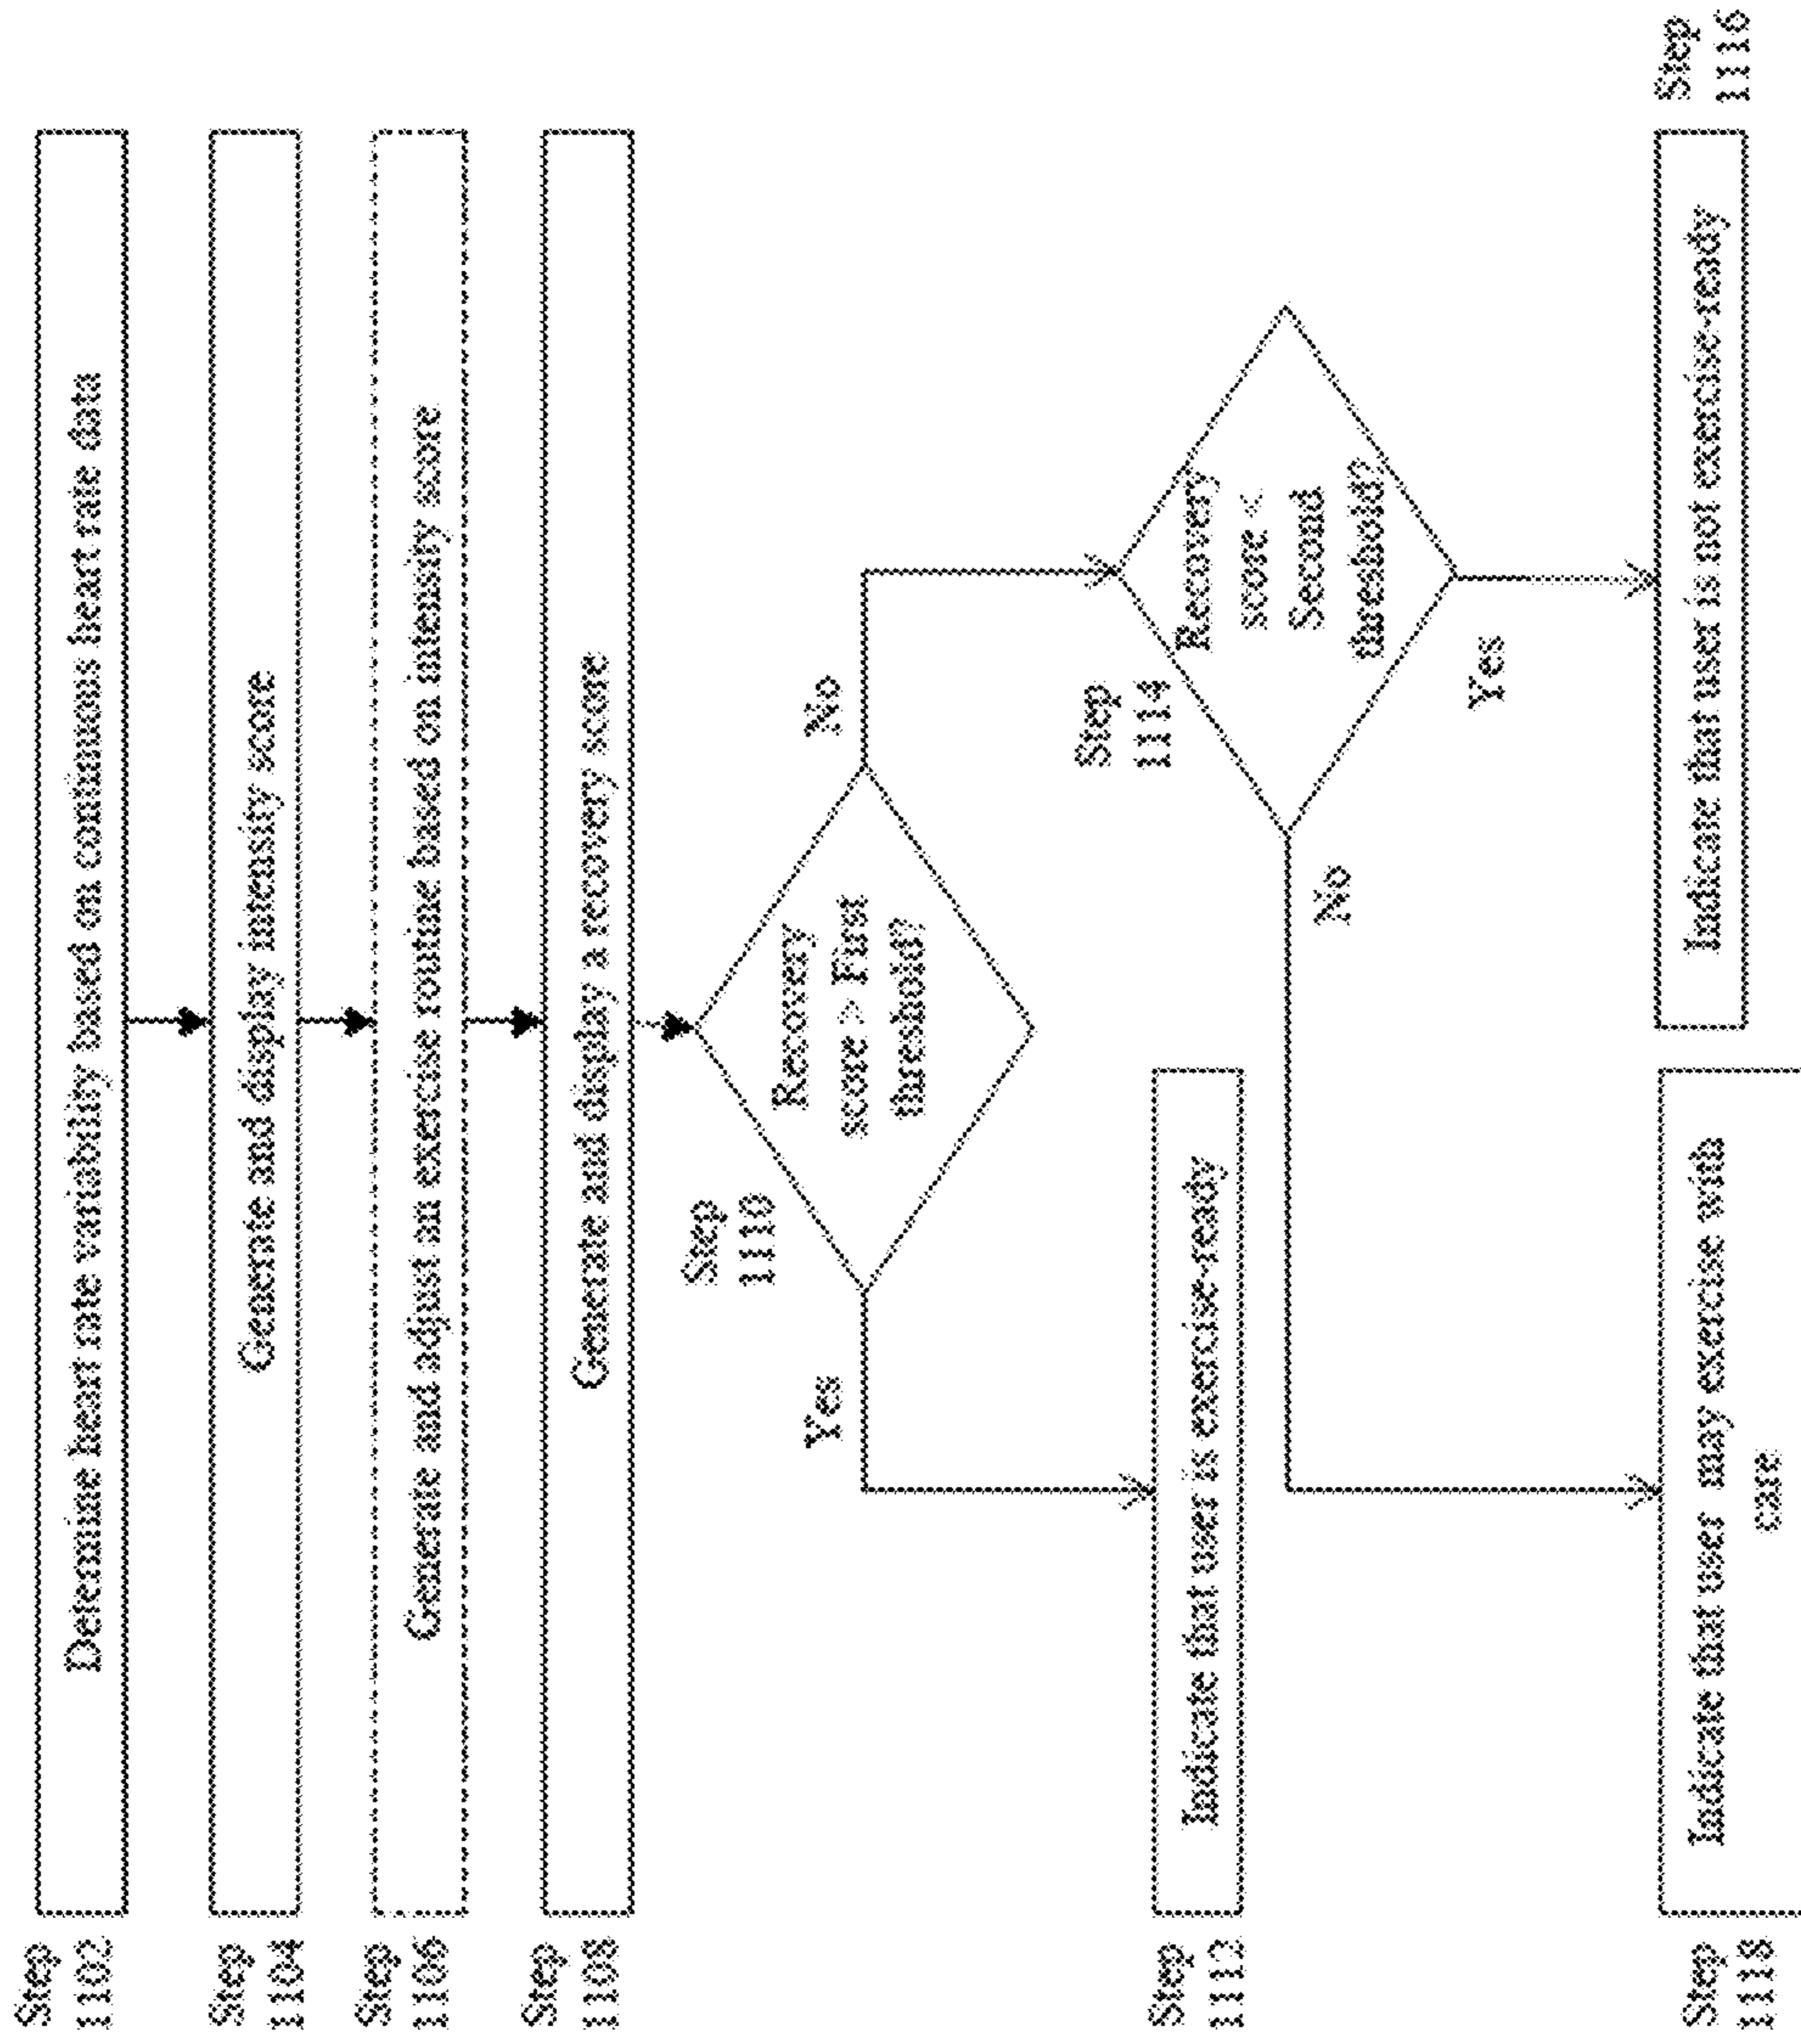 Step
1102
Determine heart rate variability based on continuous heart rate data
Step
1104
Generate and display intensity score
Step
1106
Generate and adjust an exercise routine based on intensity score
Step
1108
Generate and display a recovery score
Step
1110
Recovery
score > First
threshold?
Yes
No
Step
1114
Recovery
score <
Second
threshold?
Step
1112
Indicate that user is exercise-ready
No
Yes
Step
1118
Indicate that user may exercise with
care
Indicate that user is not exercise-ready
Step
1116